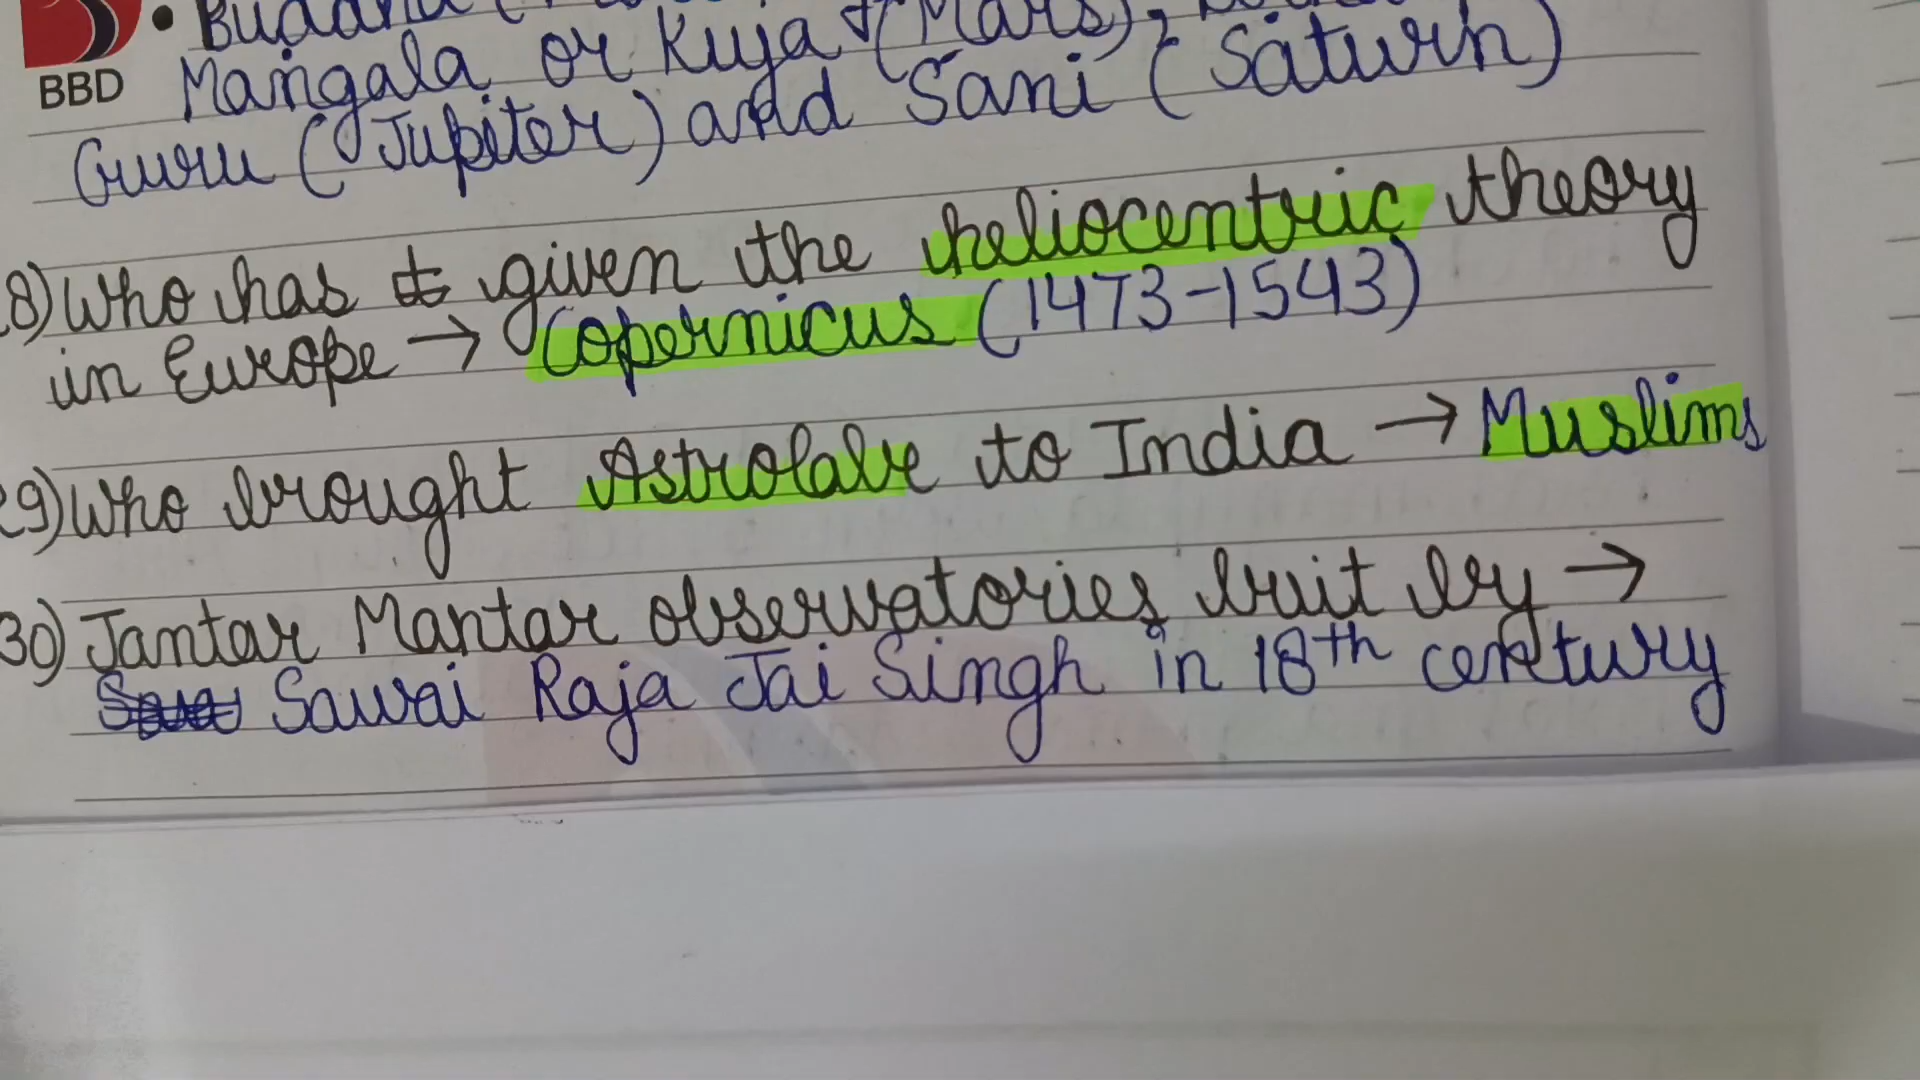 BBD
Mangala or Kuja (Mars),
Guru (Jupiter) and Sani (Saturn)
8) Who has given the heliocentric theory
in Europe → Copernicus (1473-1543)
29) Who brought Astrolabe to India → Muslims
30) Jantar Mantar observatories buit by →
Sawai Raja Jai Singh in 18th century